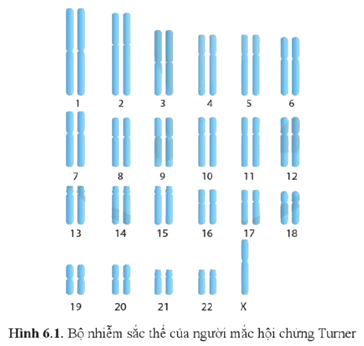 1 2 3 4 5 6
7 8 9 10 11 12
13 14 15 16 17 18
19 20 21 22 X
Hình 6.1. Bộ nhiễm sắc thể của người mắc hội chứng Turner